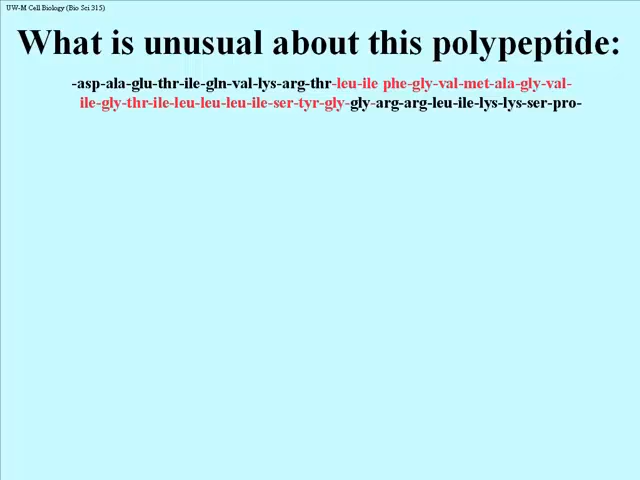 UW-M Cell Biology (Bio Sci 315)
What is unusual about this polypeptide:
-asp-ala-glu-thr-ile-gln-val-lys-arg-thr-leu-ile phe-gly-val-met-ala-gly-val-
ile-gly-thr-ile-leu-leu-leu-ile-ser-tyr-gly-gly-arg-arg-leu-ile-lys-lys-ser-pro-